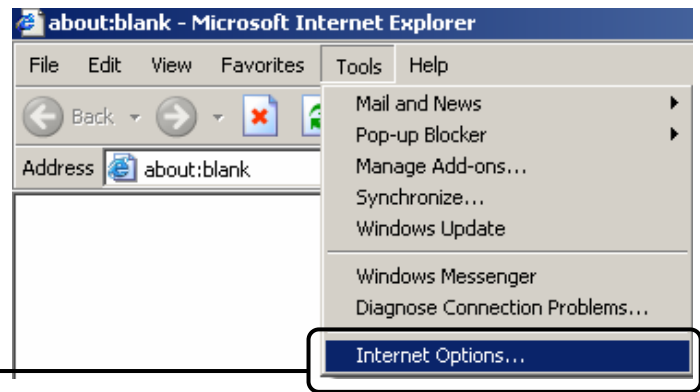 about:blank - Microsoft Internet Explorer
File Edit View Favorites Tools Help
Back
Address about:blank
Mail and News
Pop-up Blocker
Manage Add-ons...
Synchronize...
Windows Update
Windows Messenger
Diagnose Connection Problems...
Internet Options...